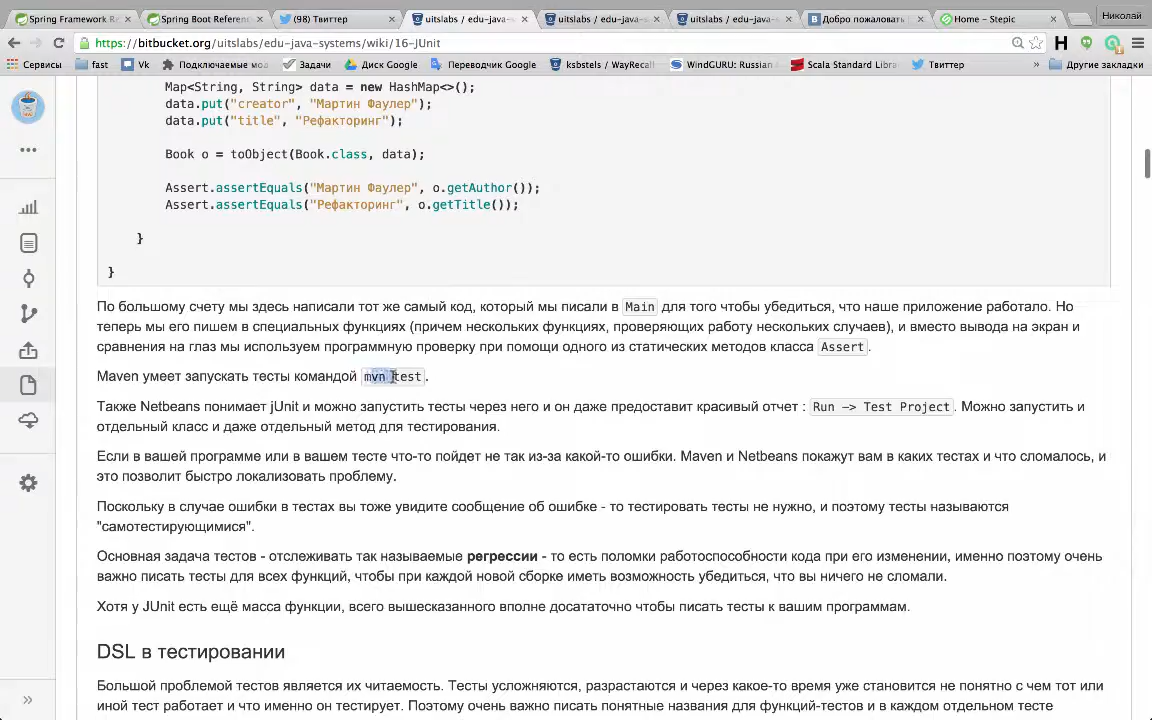 Spring Framework R
Spring Boot Referen
(98) Твиттер
uitslabs / edu-java-s
uitslabs / edu-java-
uitslabs / edu-java-
Добро пожаловать
Home – Stepic
Николай
https://bitbucket.org/uitslabs/edu-java-systems/wiki/16-JUnit
Сервисы
fast
Vk
Подключаемые мод
Задачи
Диск Google
Переводчик Google
ksbstels / WayRecall
WindGURU: Russian
Scala Standard Libra
Твиттер
»
Другие закладки
Map<String, String> data = new HashMap<>();
data.put("creator", "Мартин Фаулер");
data.put("title", "Рефакторинг");
Book o = toObject(Book.class, data);
Assert.assertEquals("Мартин Фаулер", o.getAuthor());
Assert.assertEquals("Рефакторинг", o.getTitle());
}
}
По большому счету мы здесь написали тот же самый код, который мы писали в Main для того чтобы убедиться, что наше приложение работало. Но
теперь мы его пишем в специальных функциях (причем нескольких функциях, проверяющих работу нескольких случаев), и вместо вывода на экран и
сравнения на глаз мы используем программную проверку при помощи одного из статических методов класса Assert.
Maven умеет запускать тесты командой mvn test.
Также Netbeans понимает jUnit и можно запустить тесты через него и он даже предоставит красивый отчет : Run –> Test Project. Можно запустить и
отдельный класс и даже отдельный метод для тестирования.
Если в вашей программе или в вашем тесте что-то пойдет не так из-за какой-то ошибки. Maven и Netbeans покажут вам в каких тестах и что сломалось, и
это позволит быстро локализовать проблему.
Поскольку в случае ошибки в тестах вы тоже увидите сообщение об ошибке - то тестировать тесты не нужно, и поэтому тесты называются
"самотестирующимися".
Основная задача тестов - отслеживать так называемые регрессии - то есть поломки работоспособности кода при его изменении, именно поэтому очень
важно писать тесты для всех функций, чтобы при каждой новой сборке иметь возможность убедиться, что вы ничего не сломали.
Хотя у JUnit есть ещё масса функции, всего вышесказанного вполне досататочно чтобы писать тесты к вашим программам.
DSL в тестировании
Большой проблемой тестов является их читаемость. Тесты усложняются, разрастаются и через какое-то время уже становится не понятно с чем тот или
иной тест работает и что именно он тестирует. Поэтому очень важно писать понятные названия для функций-тестов и в каждом отдельном тесте
»